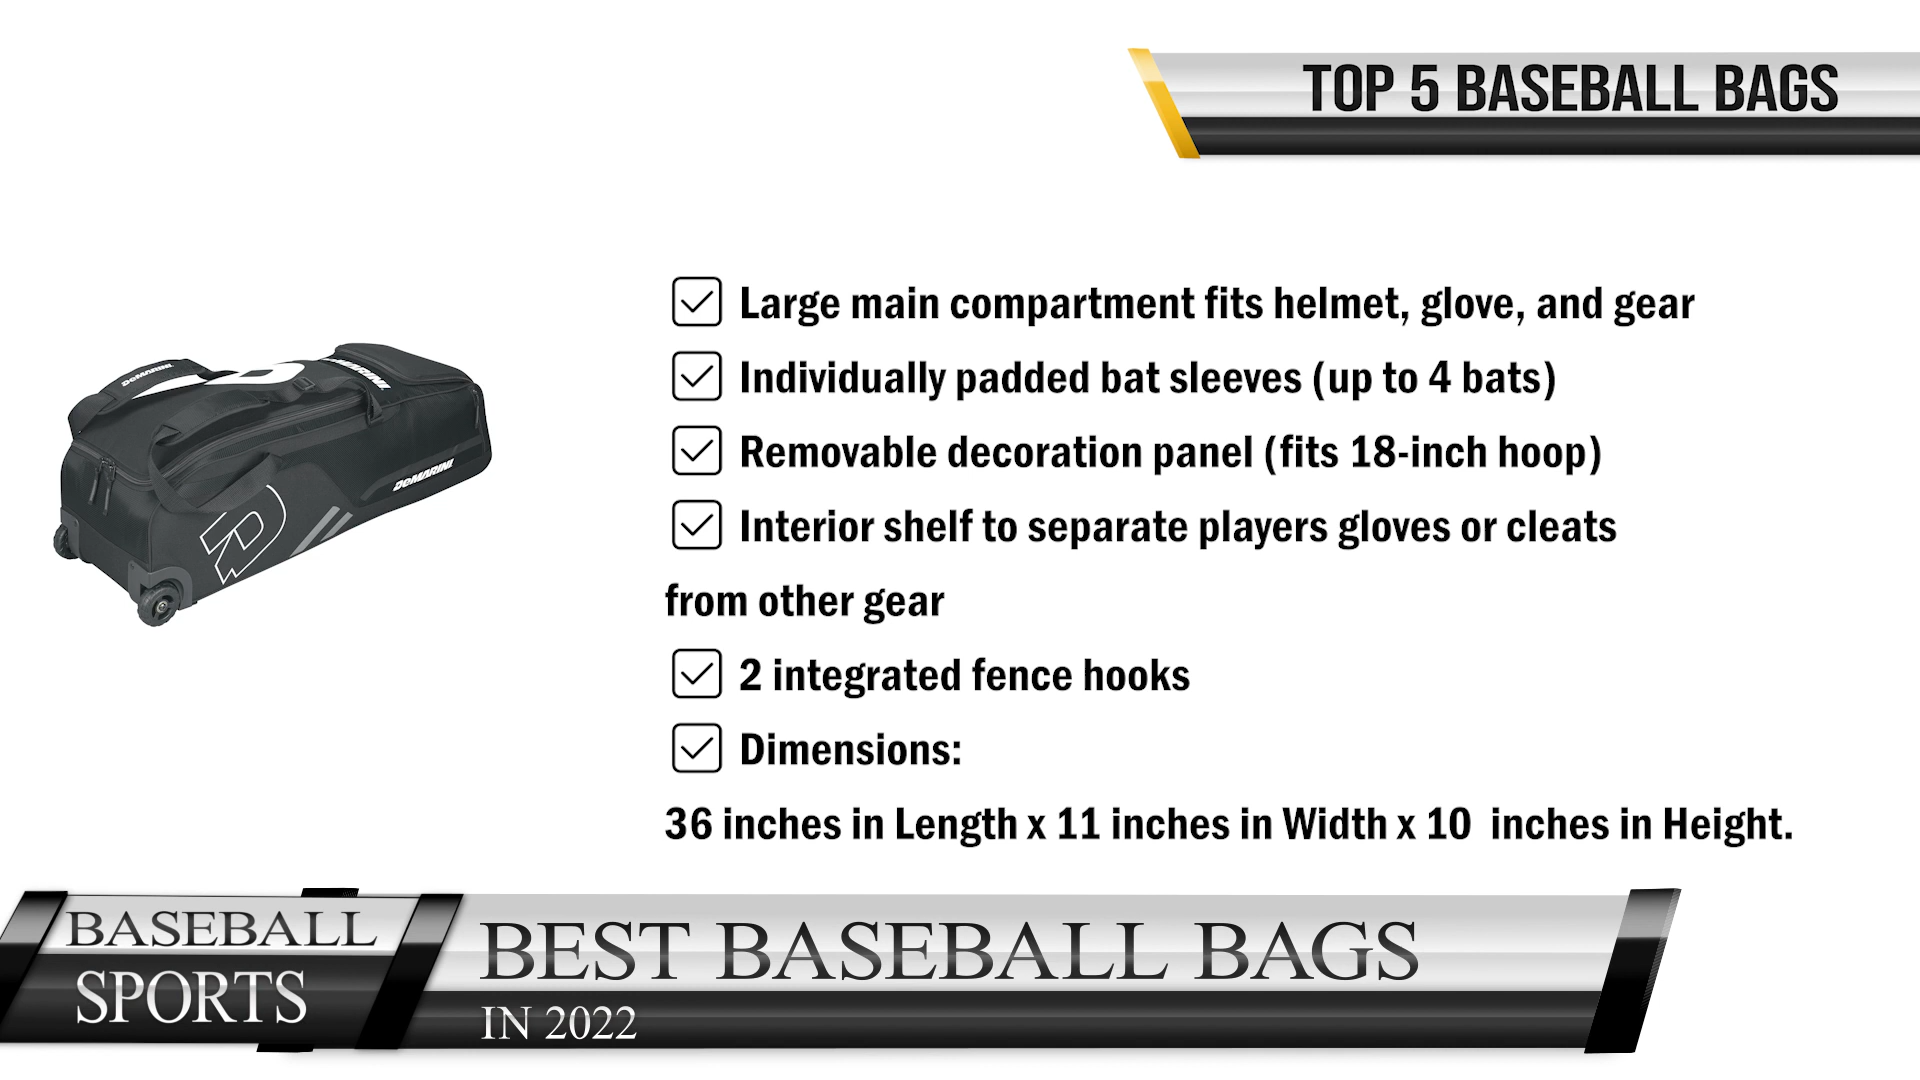 TOP 5 BASEBALL BAGS
Large main compartment fits helmet, glove, and gear
Individually padded bat sleeves (up to 4 bats)
Removable decoration panel (fits 18-inch hoop)
Interior shelf to separate players gloves or cleats
from other gear
2 integrated fence hooks
Dimensions:
36 inches in Length x 11 inches in Width x 10 inches in Height.
DeMARINI
DeMARINI
BASEBALL
SPORTS
BEST BASEBALL BAGS
IN 2022